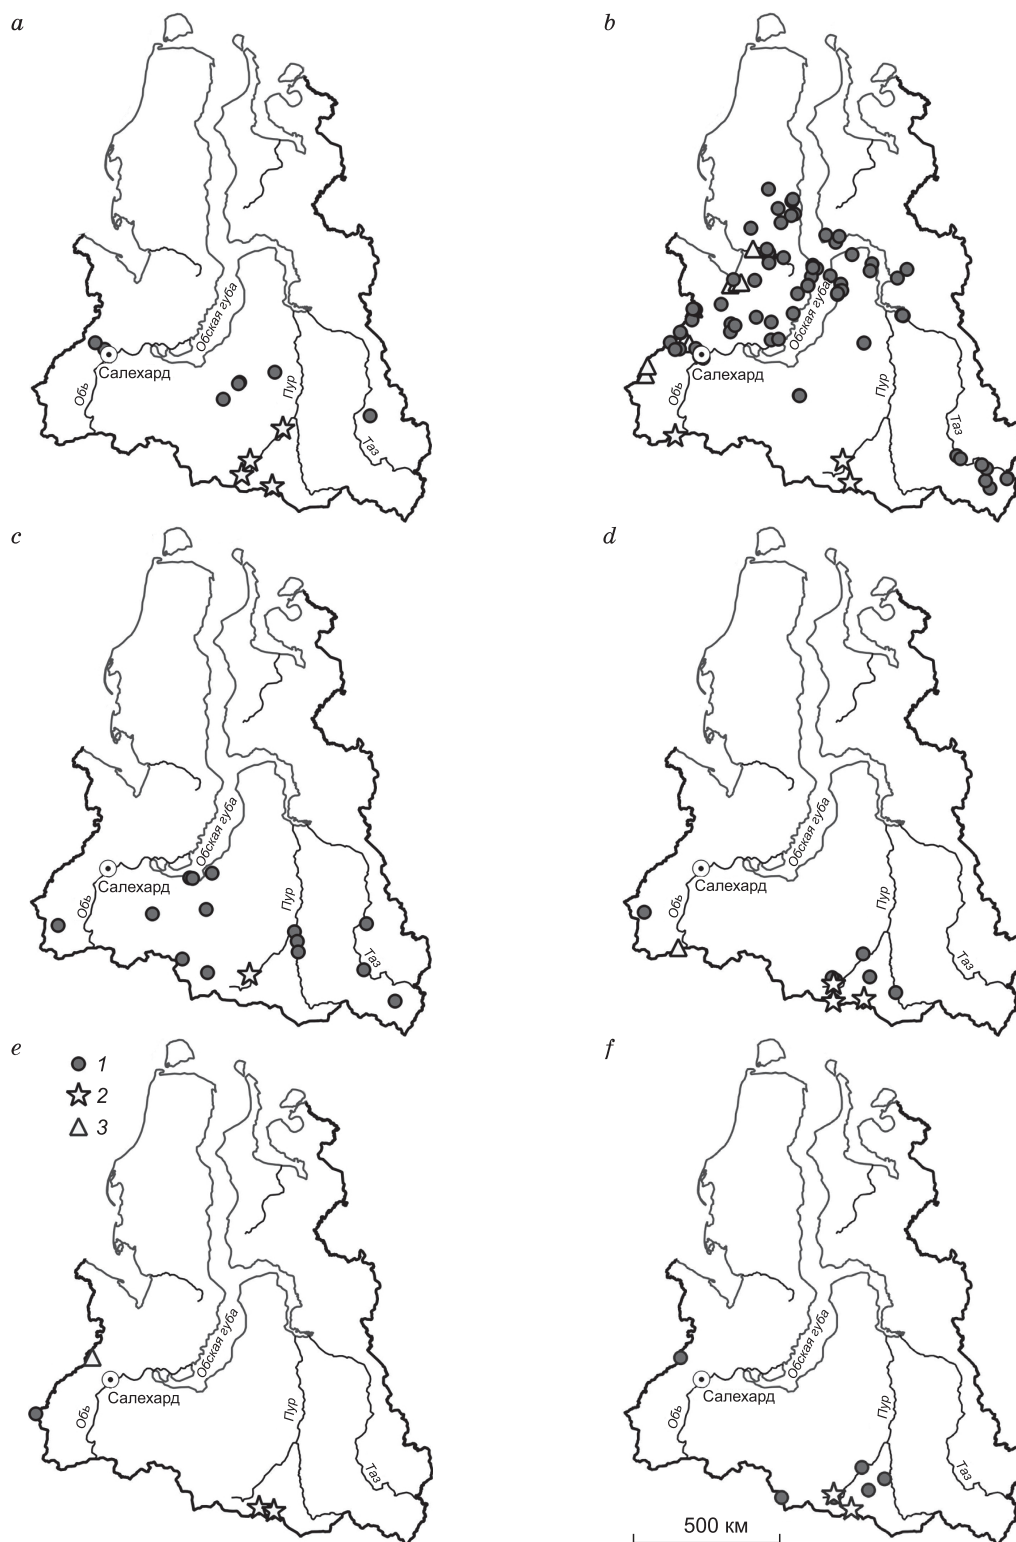 a
Обская губа
Салехард
Обь
Пур
Таз
b
Обская губа
Салехард
Обь
Пур
Таз
c
Обская губа
Салехард
Обь
Пур
Таз
d
Обская губа
Салехард
Обь
Пур
Таз
e
1
2
3
Обская губа
Салехард
Обь
Пур
Таз
f
Обская губа
Салехард
Обь
Пур
Таз
500 км